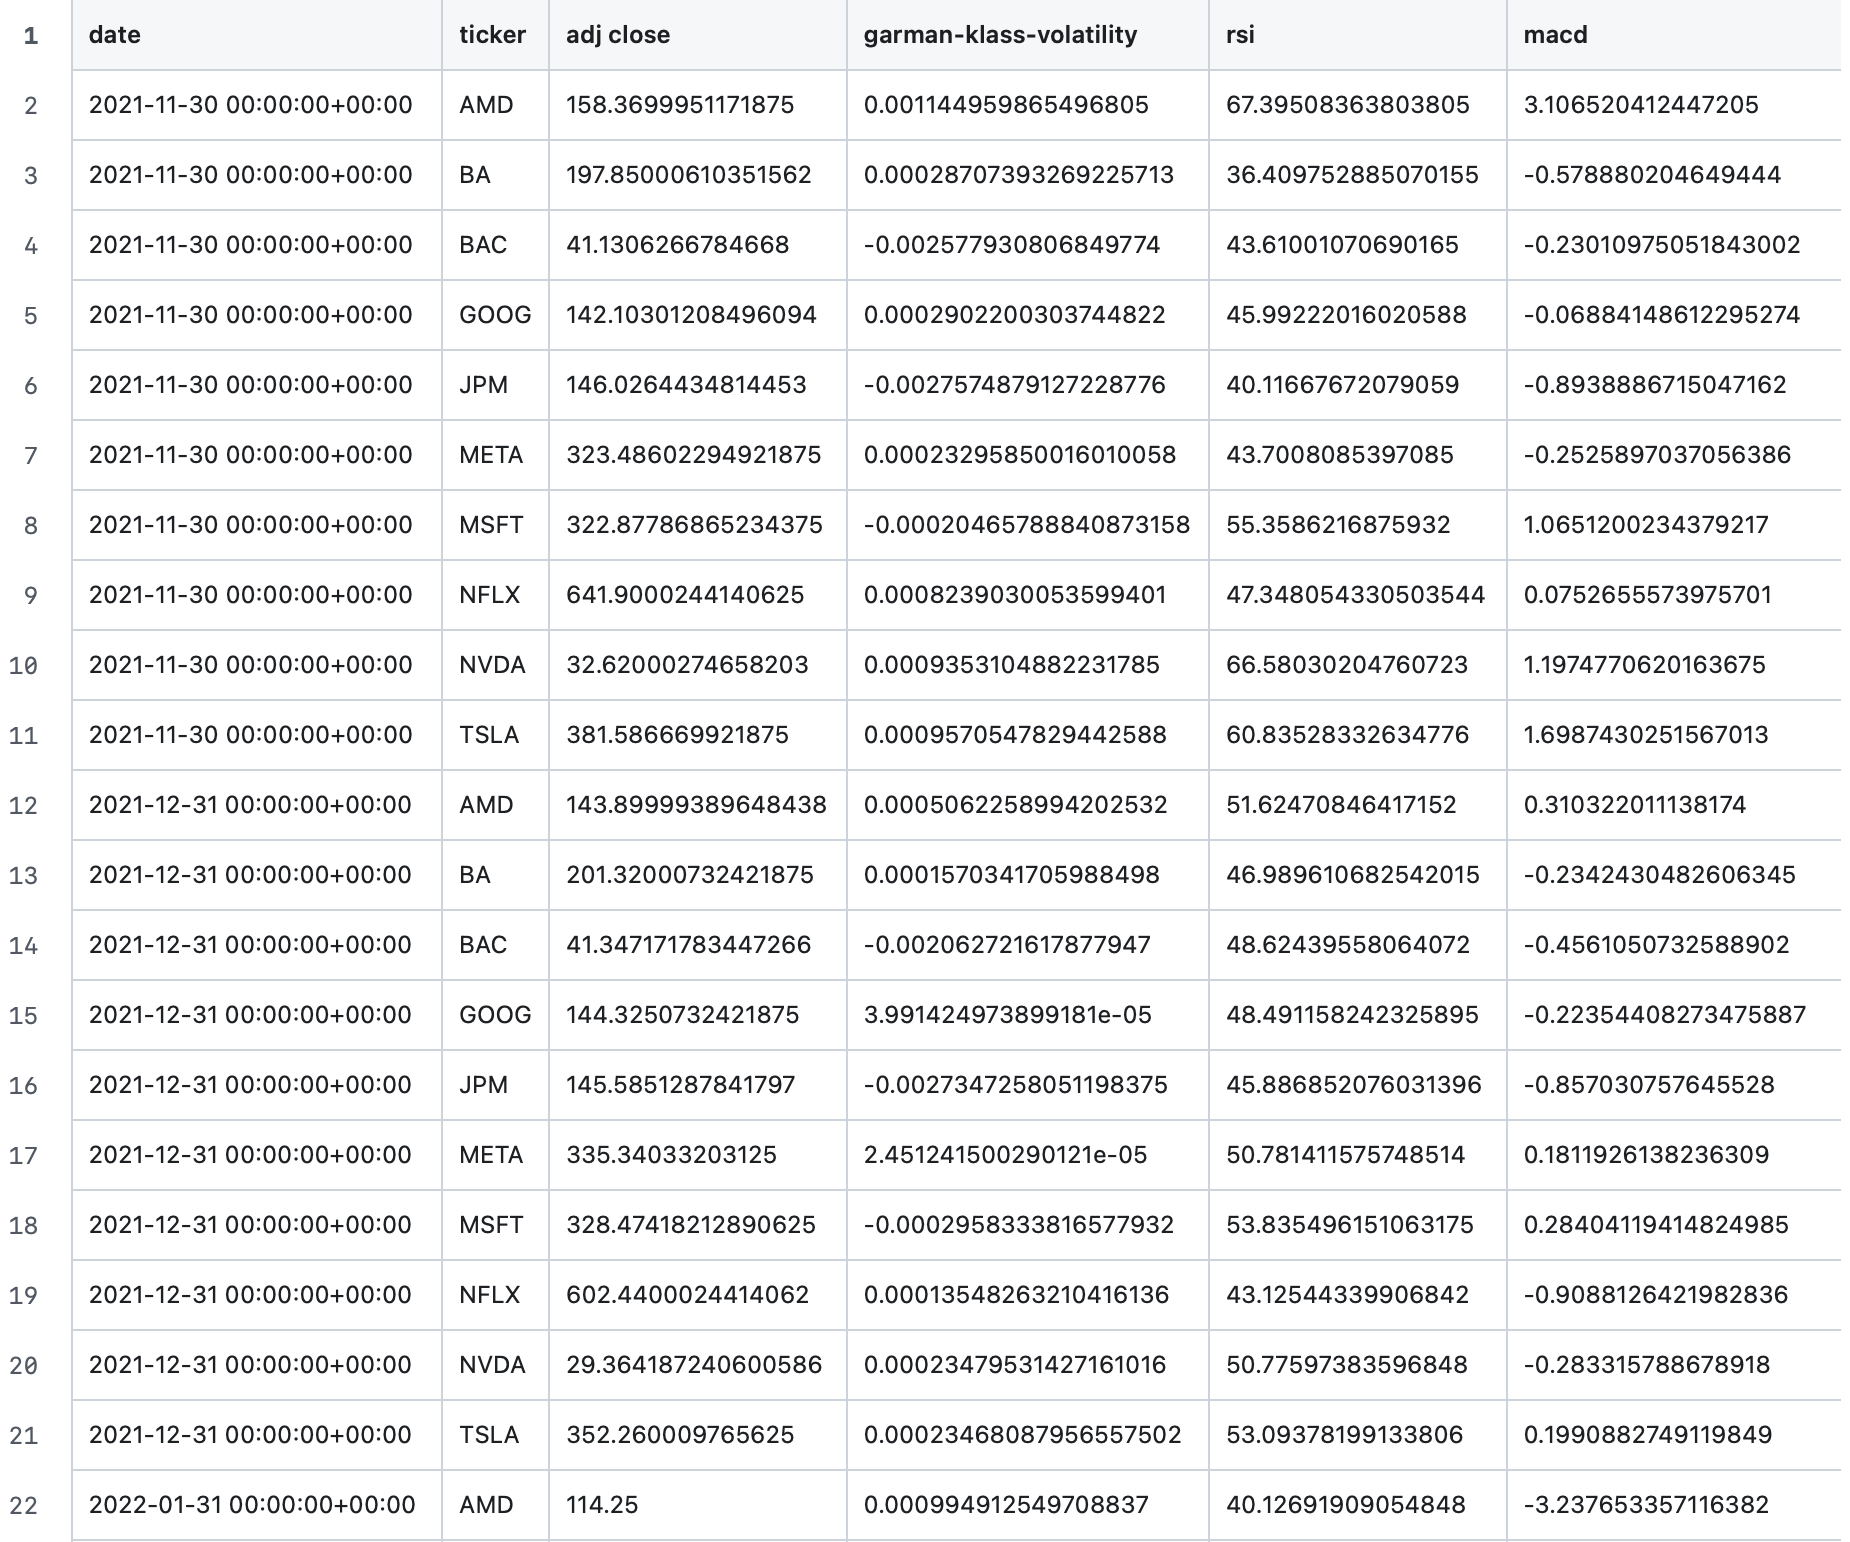 1 date ticker adj close garman-klass-volatility rsi macd
2 2021-11-30 00:00:00+00:00 AMD 158.3699951171875 0.001144959865496805 67.39508363803805 3.106520412447205
3 2021-11-30 00:00:00+00:00 BA 197.85000610351562 0.00028707393269225713 36.409752885070155 -0.578880204649444
4 2021-11-30 00:00:00+00:00 BAC 41.1306266784668 -0.002577930806849774 43.61001070690165 -0.23010975051843002
5 2021-11-30 00:00:00+00:00 GOOG 142.10301208496094 0.0002902200303744822 45.99222016020588 -0.06884148612295274
6 2021-11-30 00:00:00+00:00 JPM 146.0264434814453 -0.0027574879127228776 40.11667672079059 -0.8938886715047162
7 2021-11-30 00:00:00+00:00 META 323.48602294921875 0.00023295850016010058 43.7008085397085 -0.2525897037056386
8 2021-11-30 00:00:00+00:00 MSFT 322.87786865234375 -0.00020465788840873158 55.3586216875932 1.0651200234379217
9 2021-11-30 00:00:00+00:00 NFLX 641.9000244140625 0.0008239030053599401 47.348054330503544 0.0752655573975701
10 2021-11-30 00:00:00+00:00 NVDA 32.62000274658203 0.0009353104882231785 66.58030204760723 1.1974770620163675
11 2021-11-30 00:00:00+00:00 TSLA 381.586669921875 0.0009570547829442588 60.83528332634776 1.6987430251567013
12 2021-12-31 00:00:00+00:00 AMD 143.89999389648438 0.0005062258994202532 51.62470846417152 0.310322011138174
13 2021-12-31 00:00:00+00:00 BA 201.32000732421875 0.0001570341705988498 46.989610682542015 -0.2342430482606345
14 2021-12-31 00:00:00+00:00 BAC 41.347171783447266 -0.002062721617877947 48.62439558064072 -0.4561050732588902
15 2021-12-31 00:00:00+00:00 GOOG 144.3250732421875 3.991424973899181e-05 48.491158242325895 -0.22354408273475887
16 2021-12-31 00:00:00+00:00 JPM 145.5851287841797 -0.0027347258051198375 45.886852076031396 -0.857030757645528
17 2021-12-31 00:00:00+00:00 META 335.34033203125 2.451241500290121e-05 50.781411575748514 0.1811926138236309
18 2021-12-31 00:00:00+00:00 MSFT 328.47418212890625 -0.0002958333816577932 53.835496151063175 0.28404119414824985
19 2021-12-31 00:00:00+00:00 NFLX 602.4400024414062 0.00013548263210416136 43.12544339906842 -0.9088126421982836
20 2021-12-31 00:00:00+00:00 NVDA 29.364187240600586 0.00023479531427161016 50.77597383596848 -0.283315788678918
21 2021-12-31 00:00:00+00:00 TSLA 352.260009765625 0.00023468087956557502 53.09378199133806 0.1990882749119849
22 2022-01-31 00:00:00+00:00 AMD 114.25 0.0009949‌12549708837 40.12691909054848 -3.237653357116382